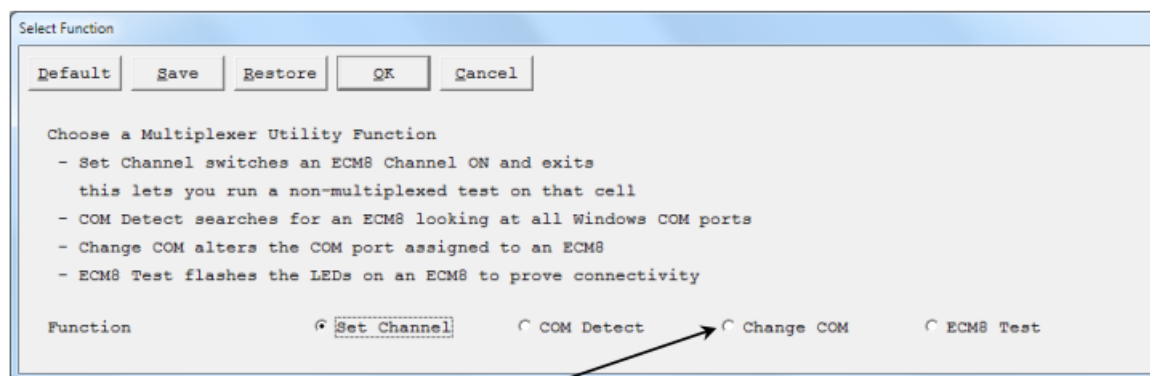 Select Function
Default Save Restore OK Cancel
Choose a Multiplexer Utility Function
- Set Channel switches an ECM8 Channel ON and exits
this lets you run a non-multiplexed test on that cell
- COM Detect searches for an ECM8 looking at all Windows COM ports
- Change COM alters the COM port assigned to an ECM8
- ECM8 Test flashes the LEDs on an ECM8 to prove connectivity
Function Set Channel COM Detect Change COM ECM8 Test